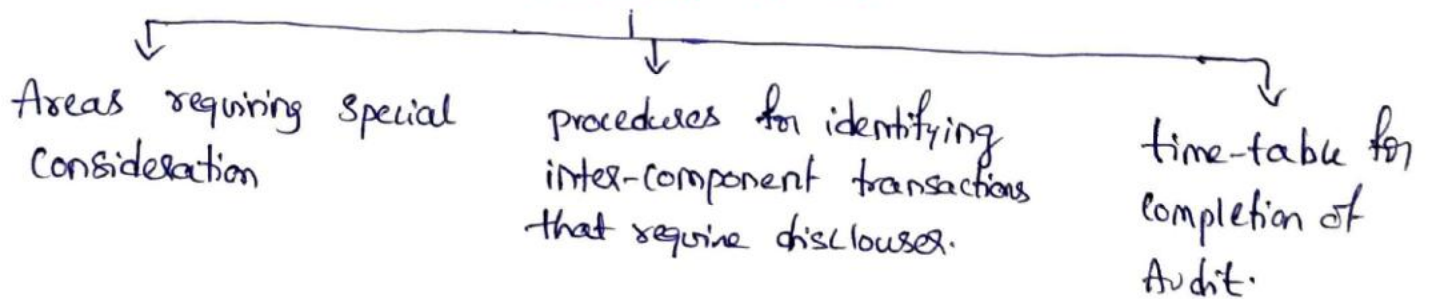 Areas requiring special
consideration
procedures for identifying
inter-component transactions
that require disclouser.
time-table for
completion of
Audit.